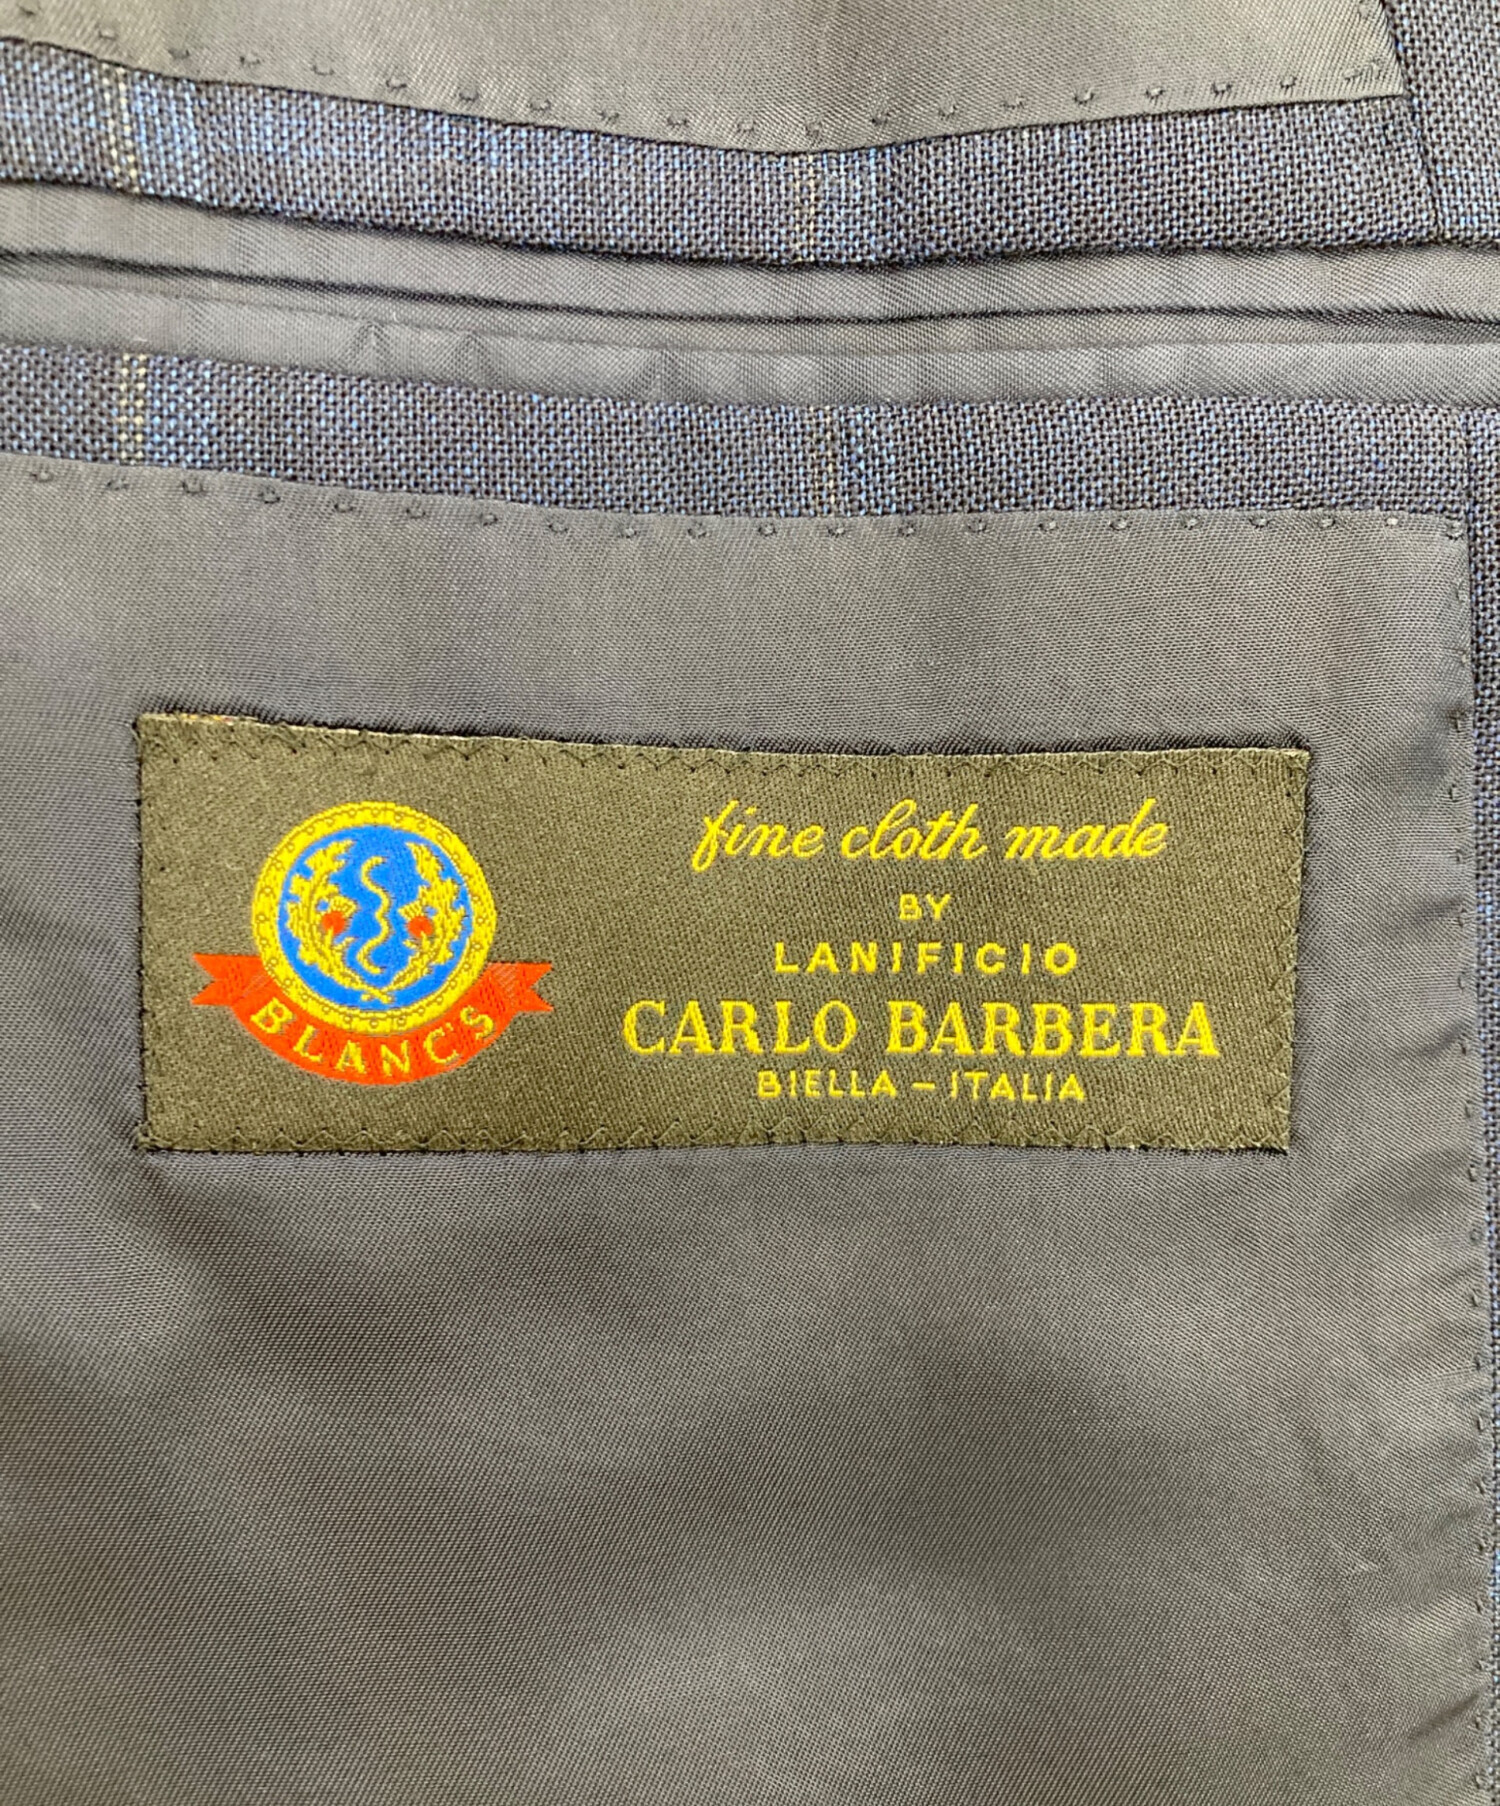 fine cloth made
BY
LANIFICIO
CARLO BARBERA
BIELLA - ITALIA
BLANC'S